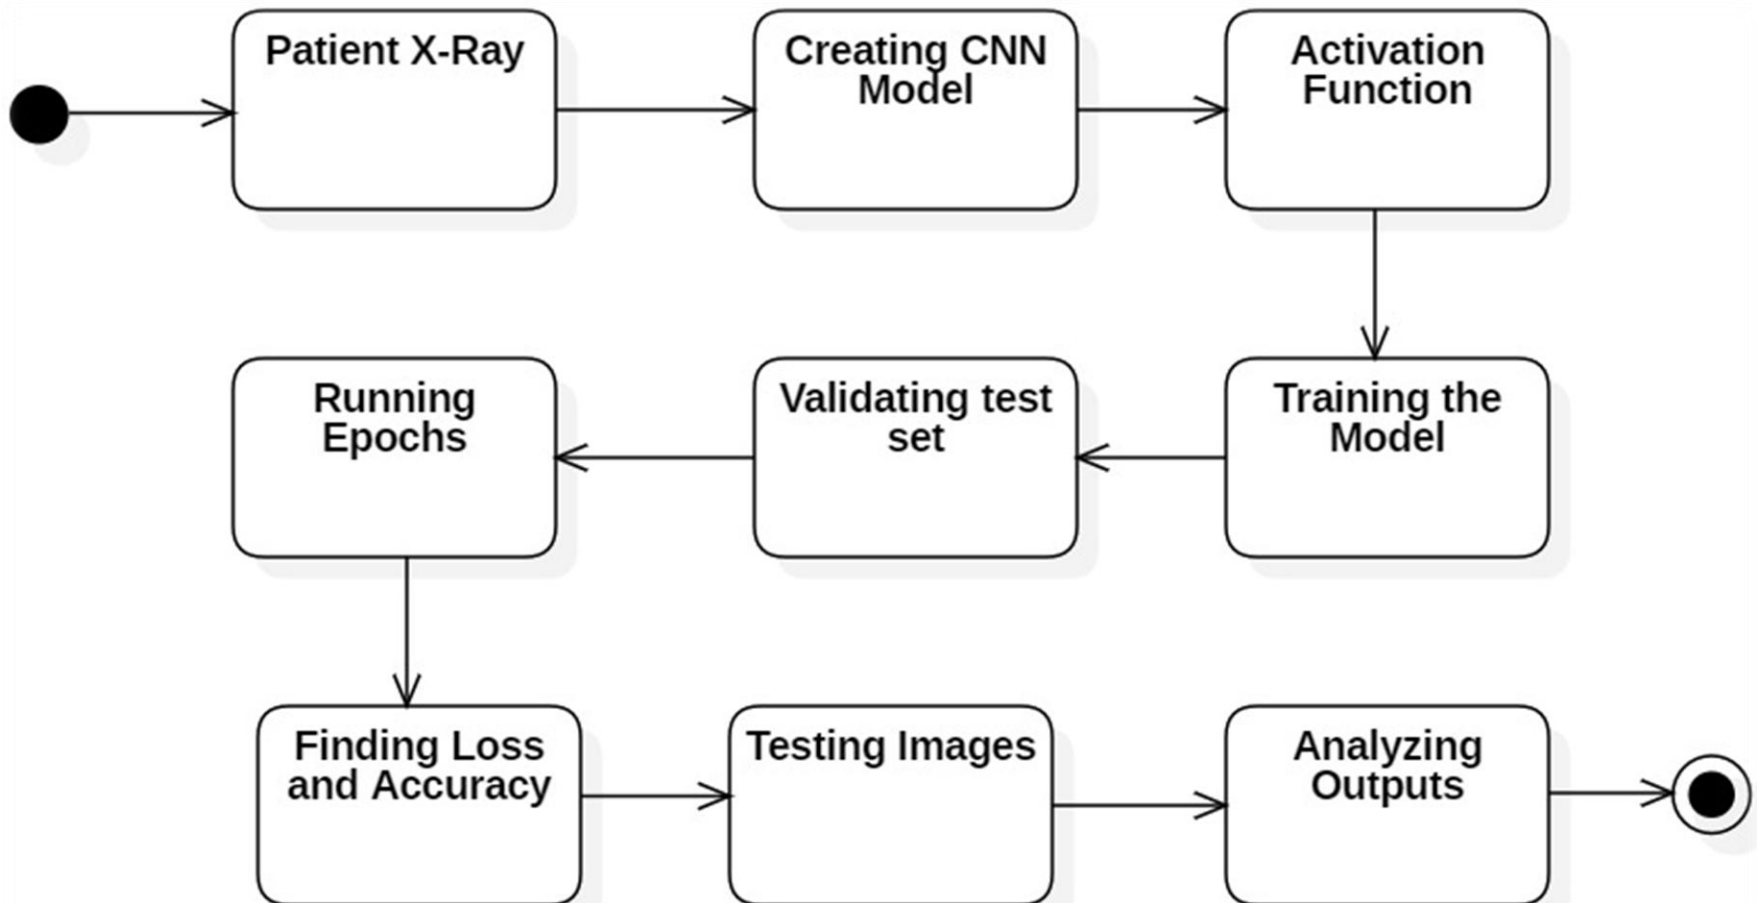 Patient X-Ray
Creating CNN
Model
Activation
Function
Running
Epochs
Validating test
set
Training the
Model
Finding Loss
and Accuracy
Testing Images
Analyzing
Outputs